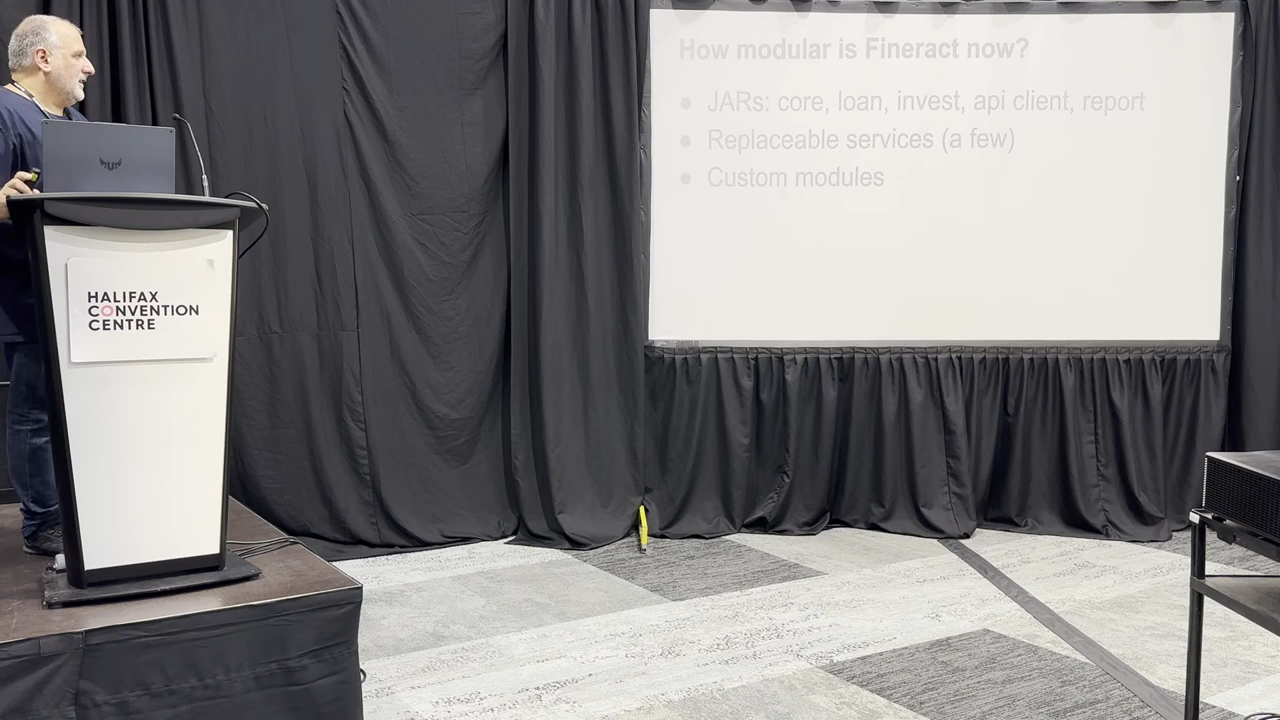 How modular is Fineract now?
● JARs: core, loan, invest, api client, report
● Replaceable services (a few)
● Custom modules
HALIFAX
CONVENTION
CENTRE